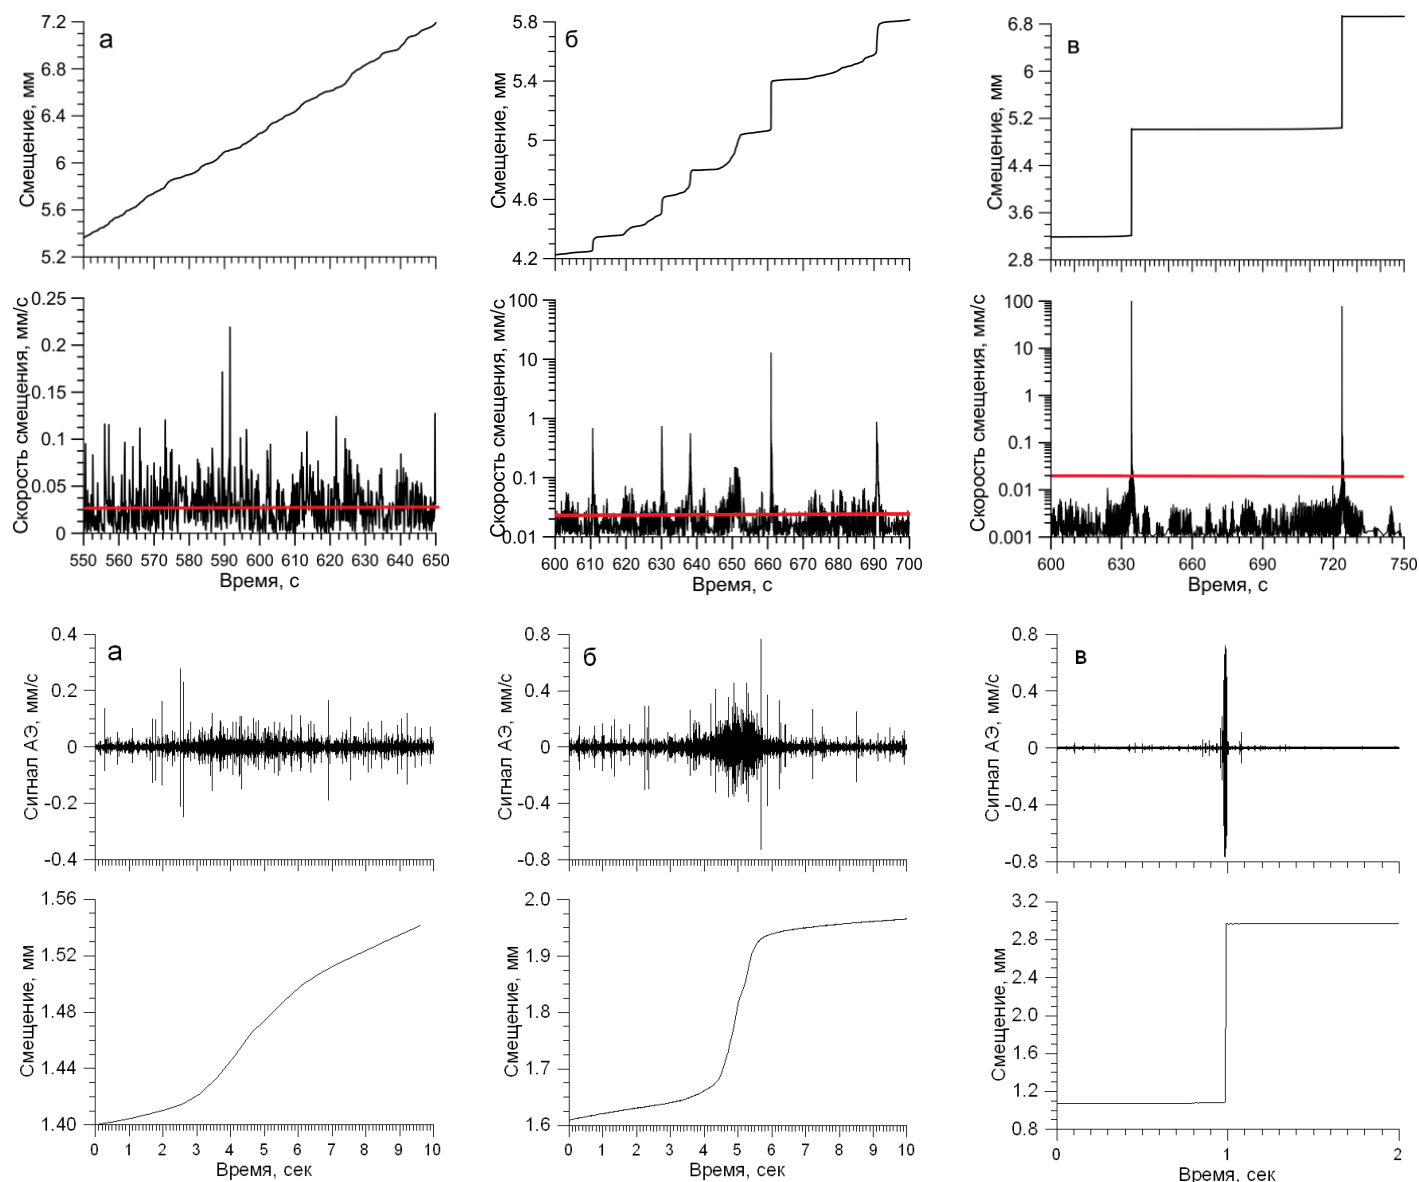 а
Смещение, мм
7.2
6.8
6.4
6
5.6
5.2
б
Смещение, мм
5.8
5.4
5
4.6
4.2
в
Смещение, мм
6.8
6
5.2
4.4
3.6
2.8
Скорость смещения, мм/с
0.25
0.2
0.15
0.1
0.05
0
550 560 570 580 590 600 610 620 630 640 650
Время, с
Скорость смещения, мм/с
100
10
1
0.1
0.01
600 610 620 630 640 650 660 670 680 690 700
Время, с
Скорость смещения, мм/с
100
10
1
0.1
0.01
0.001
600 630 660 690 720 750
Время, с
а
Сигнал АЭ, мм/с
0.4
0.2
0
-0.2
-0.4
б
Сигнал АЭ, мм/с
0.8
0.4
0
-0.4
-0.8
в
Сигнал АЭ, мм/с
0.8
0.4
0
-0.4
-0.8
Смещение, мм
1.56
1.52
1.48
1.44
1.40
0 1 2 3 4 5 6 7 8 9 10
Время, сек
Смещение, мм
2.0
1.9
1.8
1.7
1.6
0 1 2 3 4 5 6 7 8 9 10
Время, сек
Смещение, мм
3.2
2.8
2.4
2.0
1.6
1.2
0.8
0 1 2
Время, сек